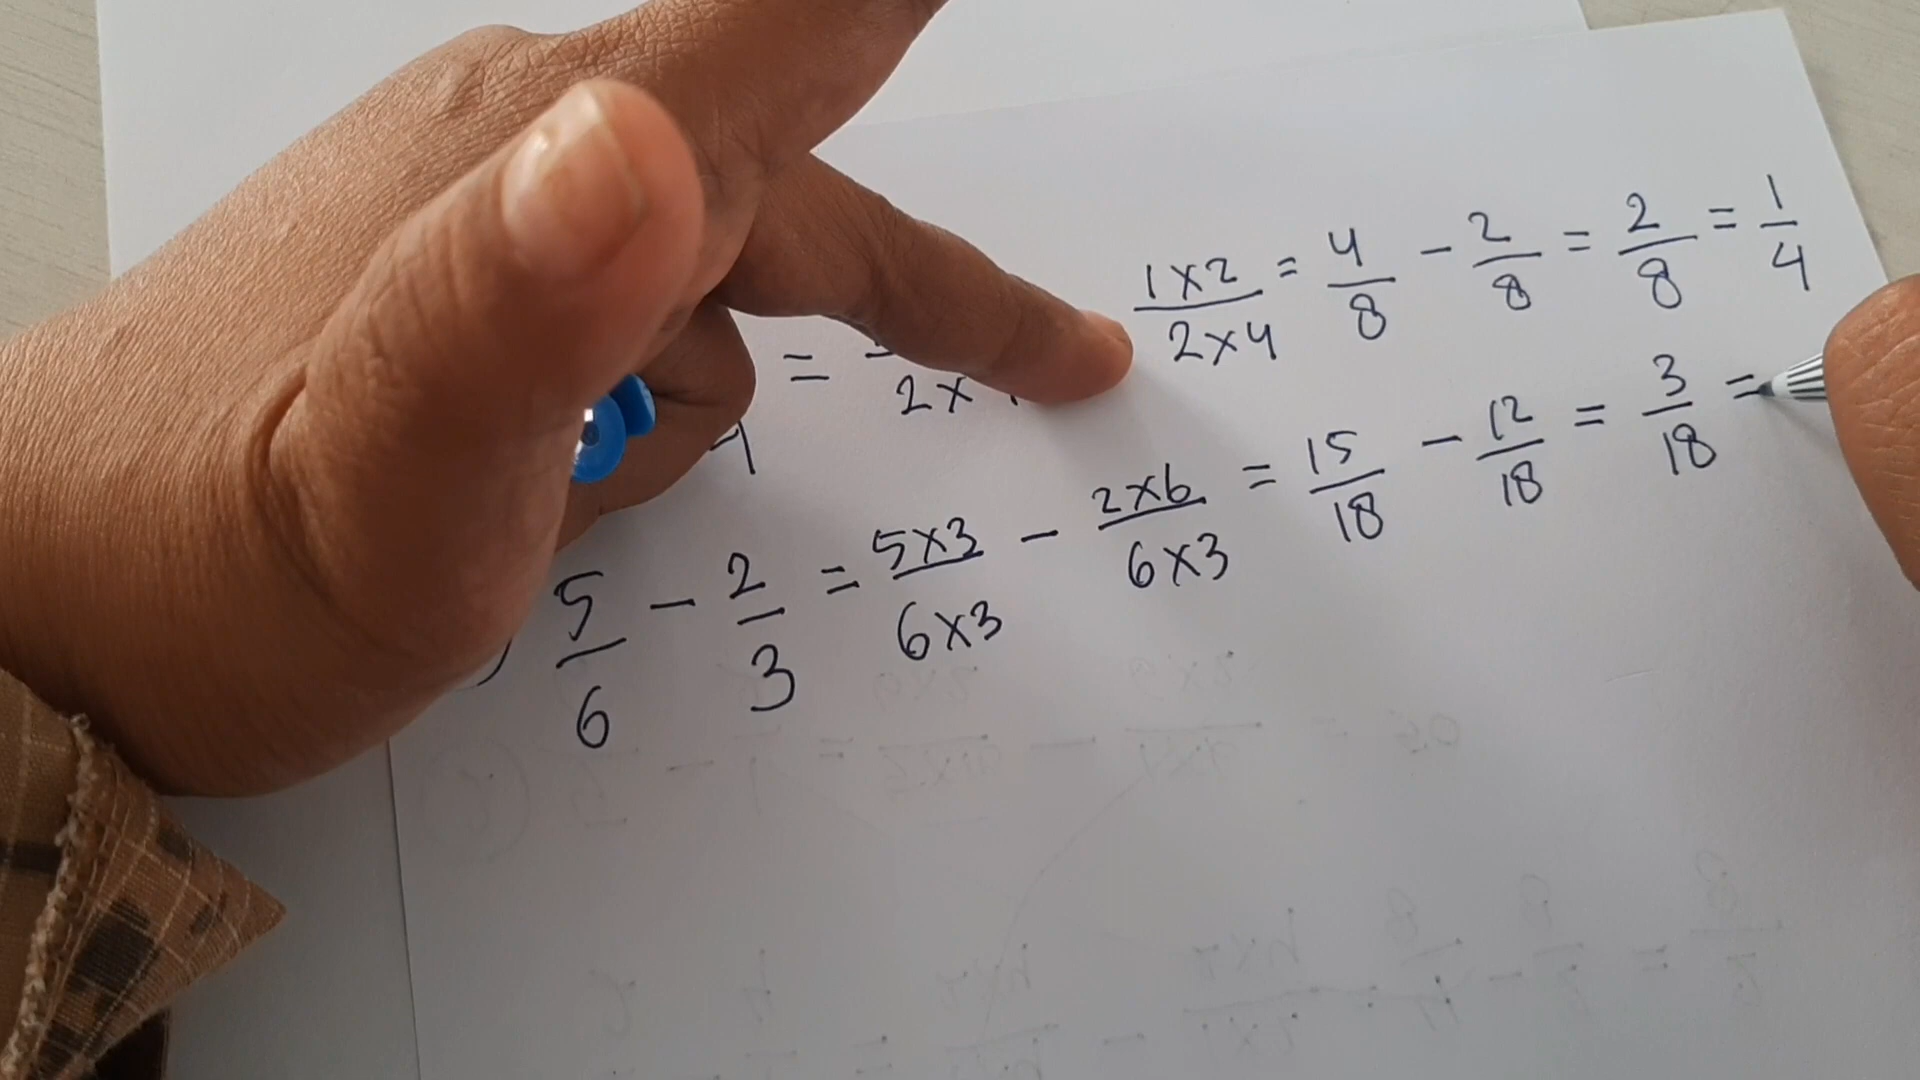 4 = 2 × 1×2/2×4 = 4/8 - 2/8 = 2/8 = 1/4
) 5/6 - 2/3 = 5×3/6×3 - 2×6/6×3 = 15/18 - 12/18 = 3/18 =